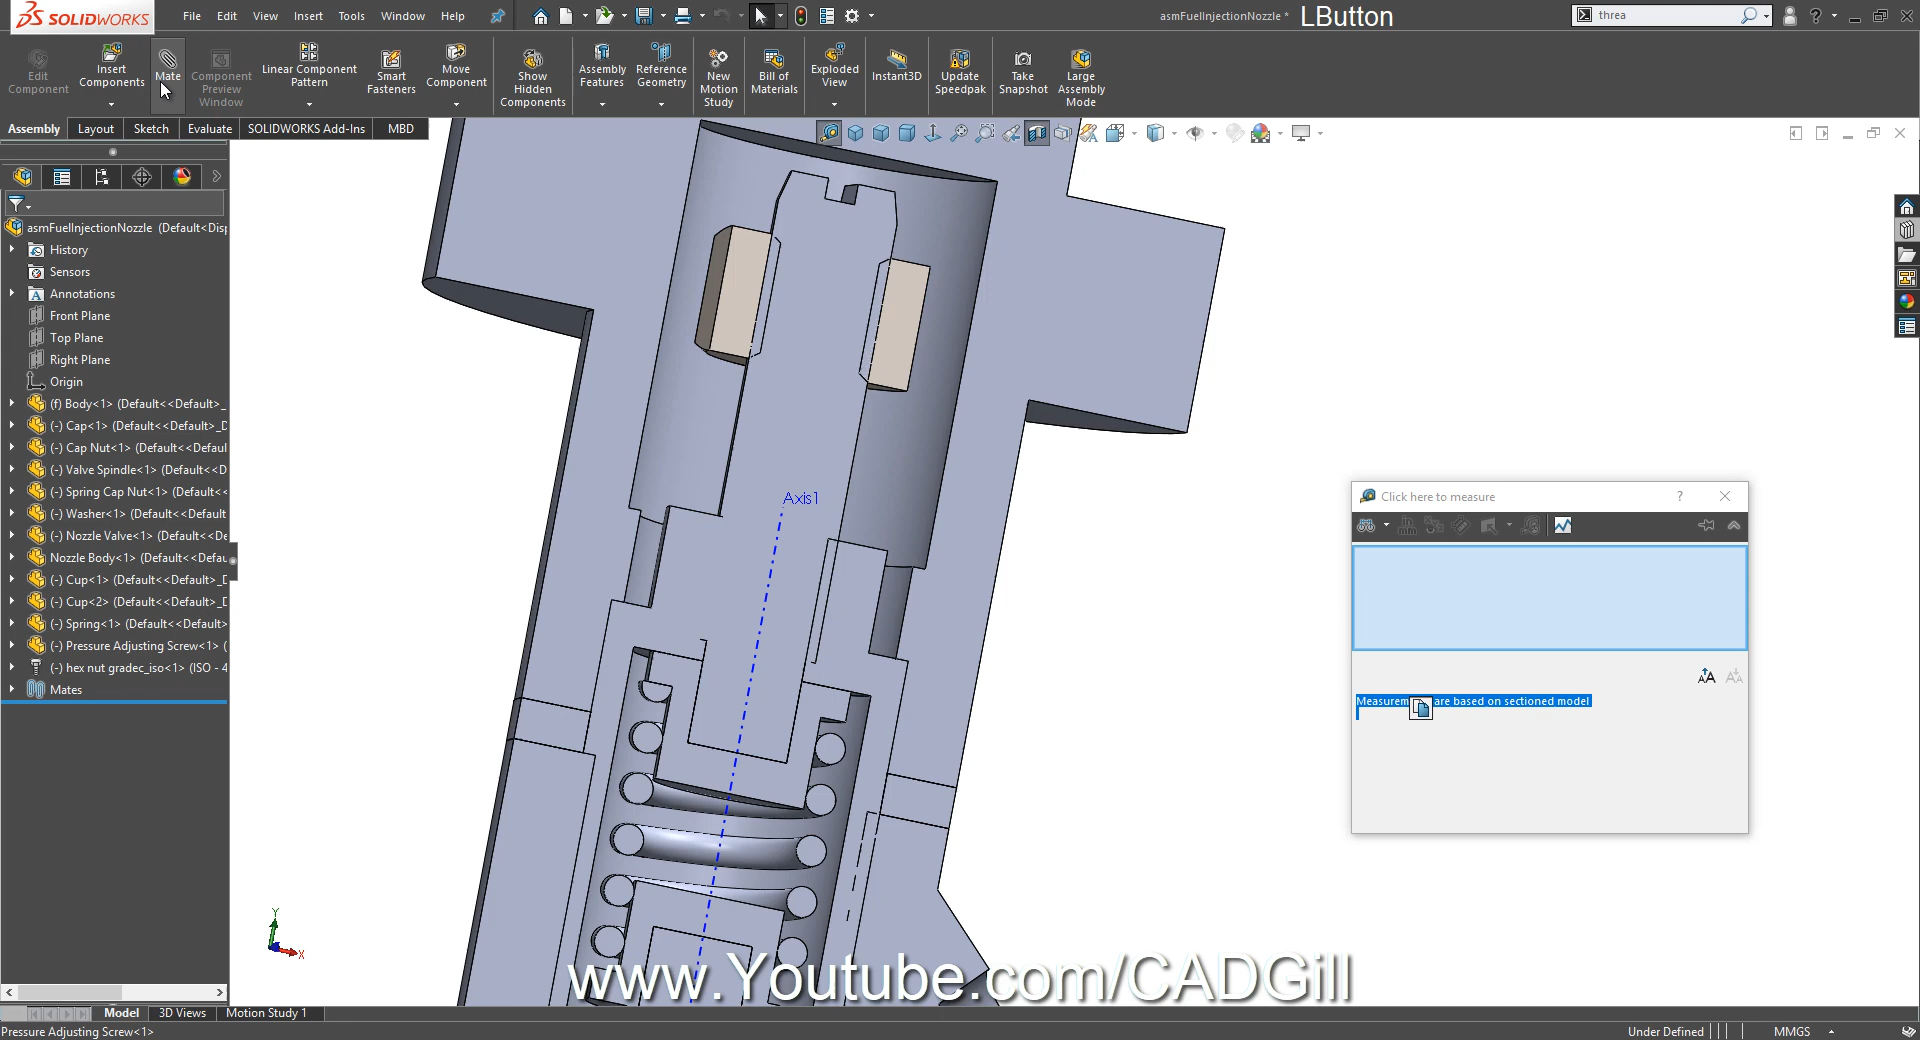 SOLIDWORKS
File Edit View Insert Tools Window Help
asmFuelInjectionNozzle *
LButton
threa
Edit Component
Insert Components
Mate
Component Preview Window
Linear Component Pattern
Smart Fasteners
Move Component
Show Hidden Components
Assembly Features
Reference Geometry
New Motion Study
Bill of Materials
Exploded View
Instant3D
Update Speedpak
Take Snapshot
Large Assembly Mode
Assembly Layout Sketch Evaluate SOLIDWORKS Add-Ins MBD
asmFuelInjectionNozzle (Default<Disp
History
Sensors
Annotations
Front Plane
Top Plane
Right Plane
Origin
(f) Body<1> (Default<<Default>_
(-) Cap<1> (Default<<Default>_D
(-) Cap Nut<1> (Default<<Defaul
(-) Valve Spindle<1> (Default<<D
(-) Spring Cap Nut<1> (Default<<
(-) Washer<1> (Default<<Default
(-) Nozzle Valve<1> (Default<<De
Nozzle Body<1> (Default<<Defau
(-) Cup<1> (Default<<Default>_D
(-) Cup<2> (Default<<Default>_D
(-) Spring<1> (Default<<Default>
(-) Pressure Adjusting Screw<1> (
(-) hex nut gradec_iso<1> (ISO - 4
Mates
Axis1
Click here to measure
Measurem are based on sectioned model
Y
X
www.Youtube.com/CADGill
Model 3D Views Motion Study 1
Pressure Adjusting Screw<1>
Under Defined
MMGS